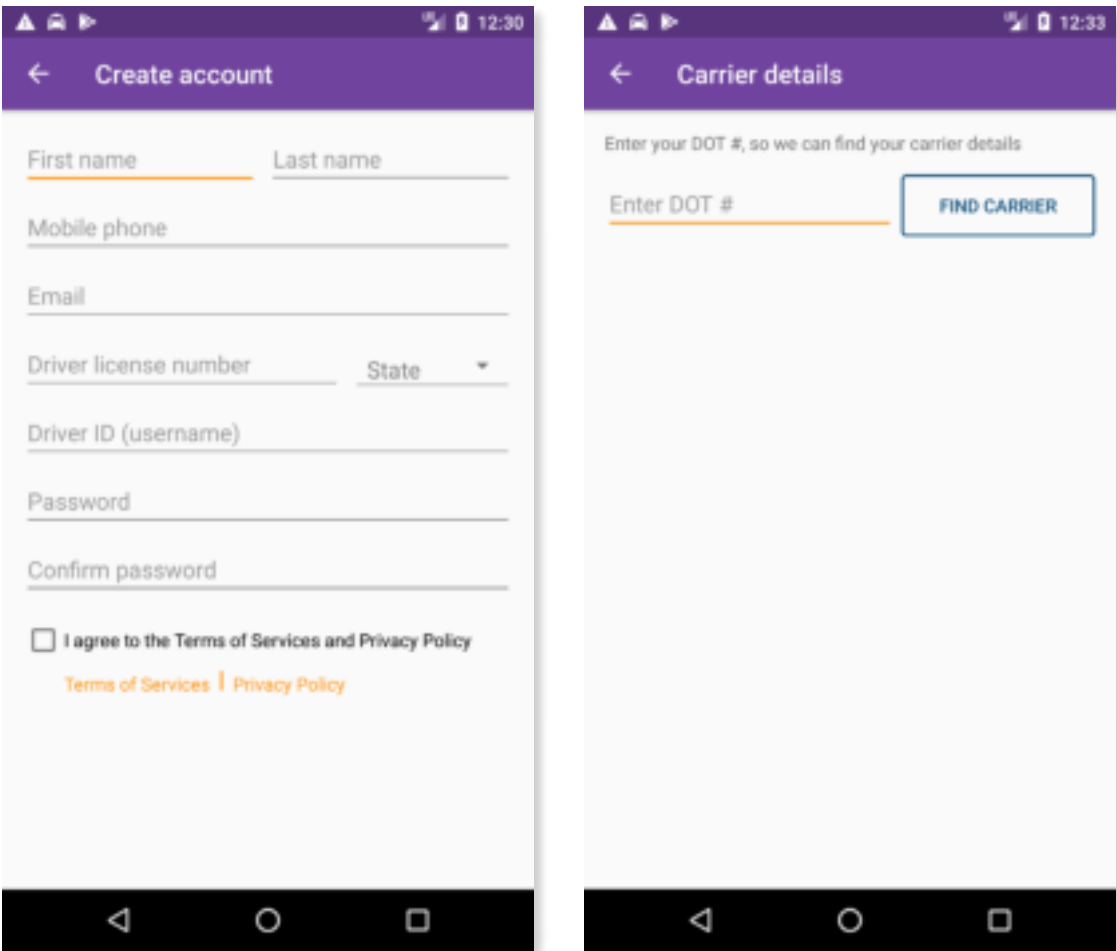 12:30
Create account
First name Last name
Mobile phone
Email
Driver license number State
Driver ID (username)
Password
Confirm password
I agree to the Terms of Services and Privacy Policy
Terms of Services | Privacy Policy
12:33
Carrier details
Enter your DOT #, so we can find your carrier details
Enter DOT # FIND CARRIER